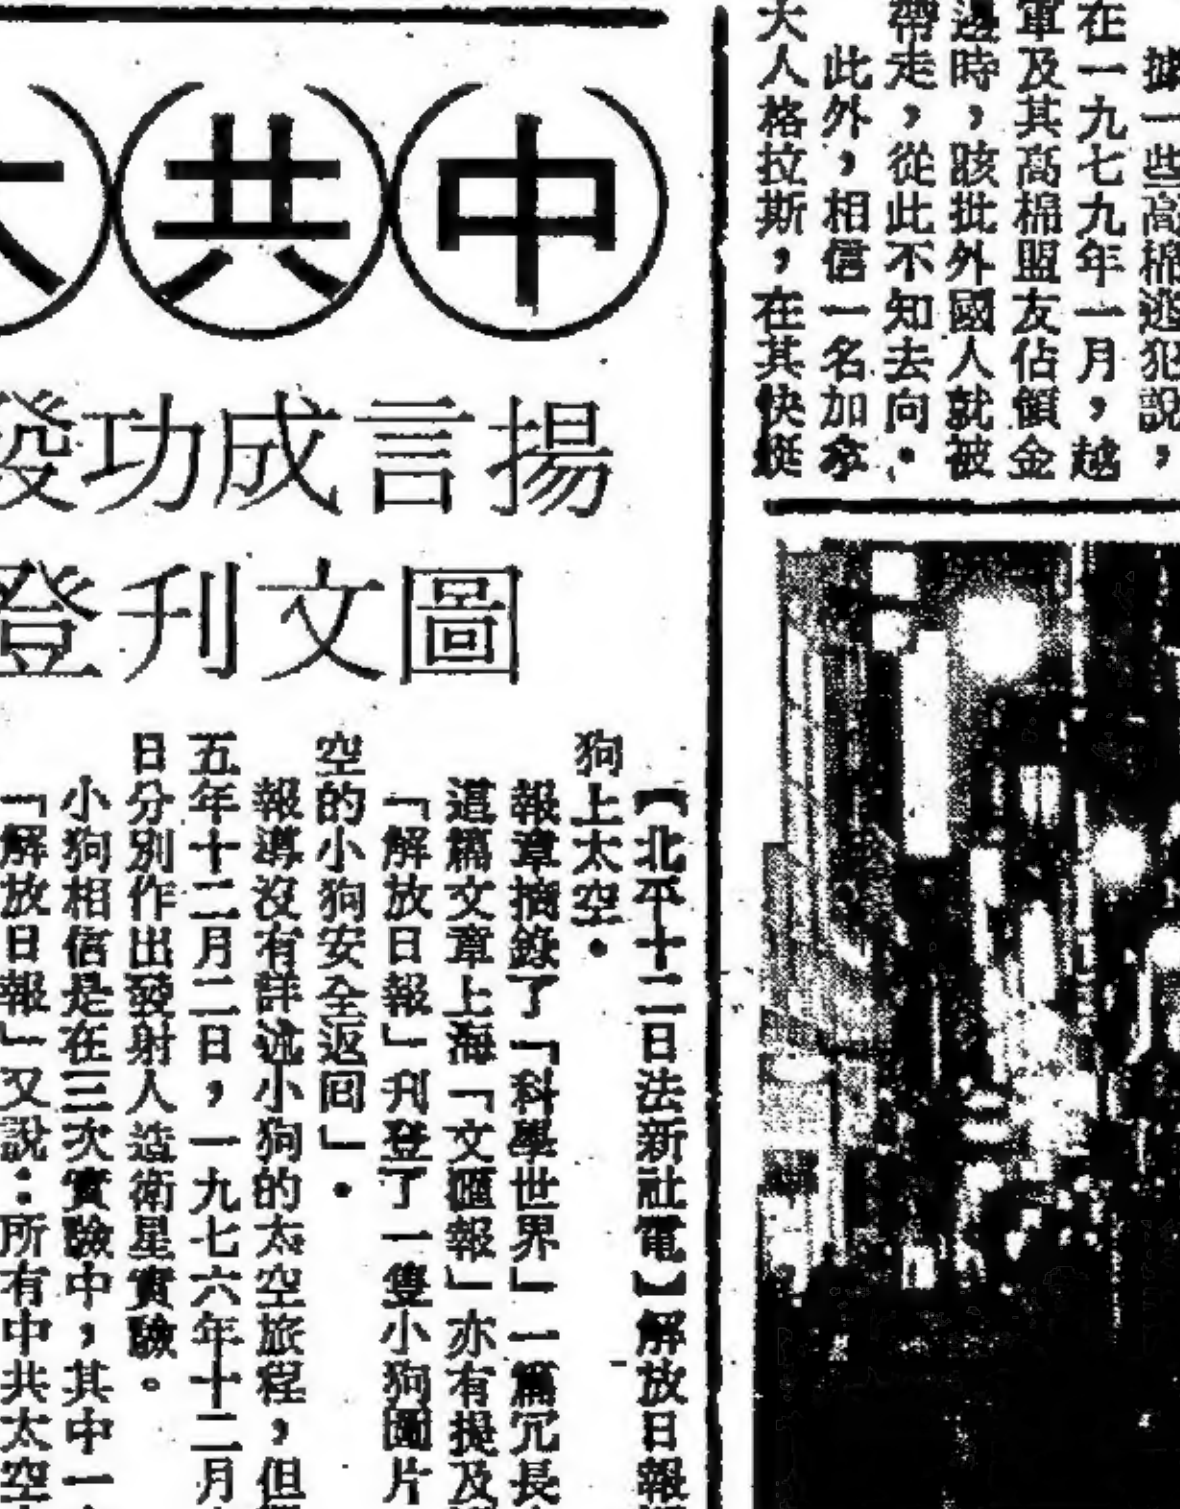 據一些高棉逃犯說，
在一九七九年一月，越
軍及其高棉盟友佔領金
邊時，該批外國人就被
帶走，從此不知去向．
此外，相信一名加拿
大人格拉斯，在其快艇
中共
揚言成功發
圖文刋登
【北平十二日法新社電】解放日報
狗上太空．
報章摘錄了「科學世界」一篇冗長
這篇文章上海「文匯報」亦有提及
「解放日報」刋登了一隻小狗圖片
空的小狗安全返囘」．
報導沒有詳述小狗的太空旅程，但
五年十二月二日，一九七六年十二月
日分別作出發射人造衛星實驗。
小狗相信是在三次實驗中，其中一
「解放日報」又說：所有中共太空